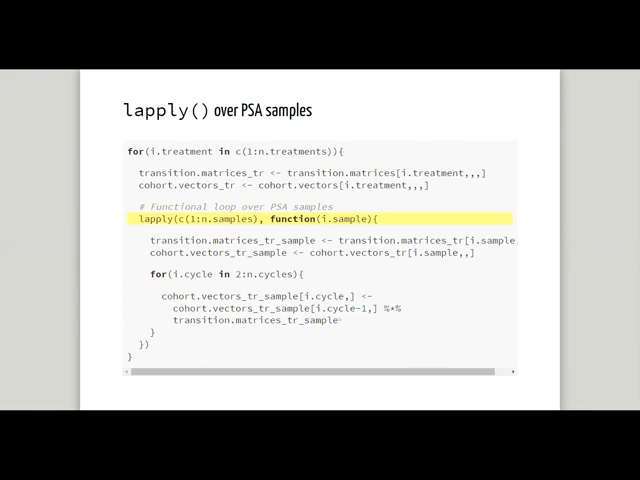 lapply() over PSA samples
for(i.treatment in c(1:n.treatments)){
transition.matrices_tr <- transition.matrices[i.treatment,,,]
cohort.vectors_tr <- cohort.vectors[i.treatment,,,]
# Functional loop over PSA samples
lapply(c(1:n.samples), function(i.sample){
transition.matrices_tr_sample <- transition.matrices_tr[i.sample
cohort.vectors_tr_sample <- cohort.vectors_tr[i.sample,,]
for(i.cycle in 2:n.cycles){
cohort.vectors_tr_sample[i.cycle,] <-
cohort.vectors_tr_sample[i.cycle-1,] %*%
transition.matrices_tr_sample
}
})
}